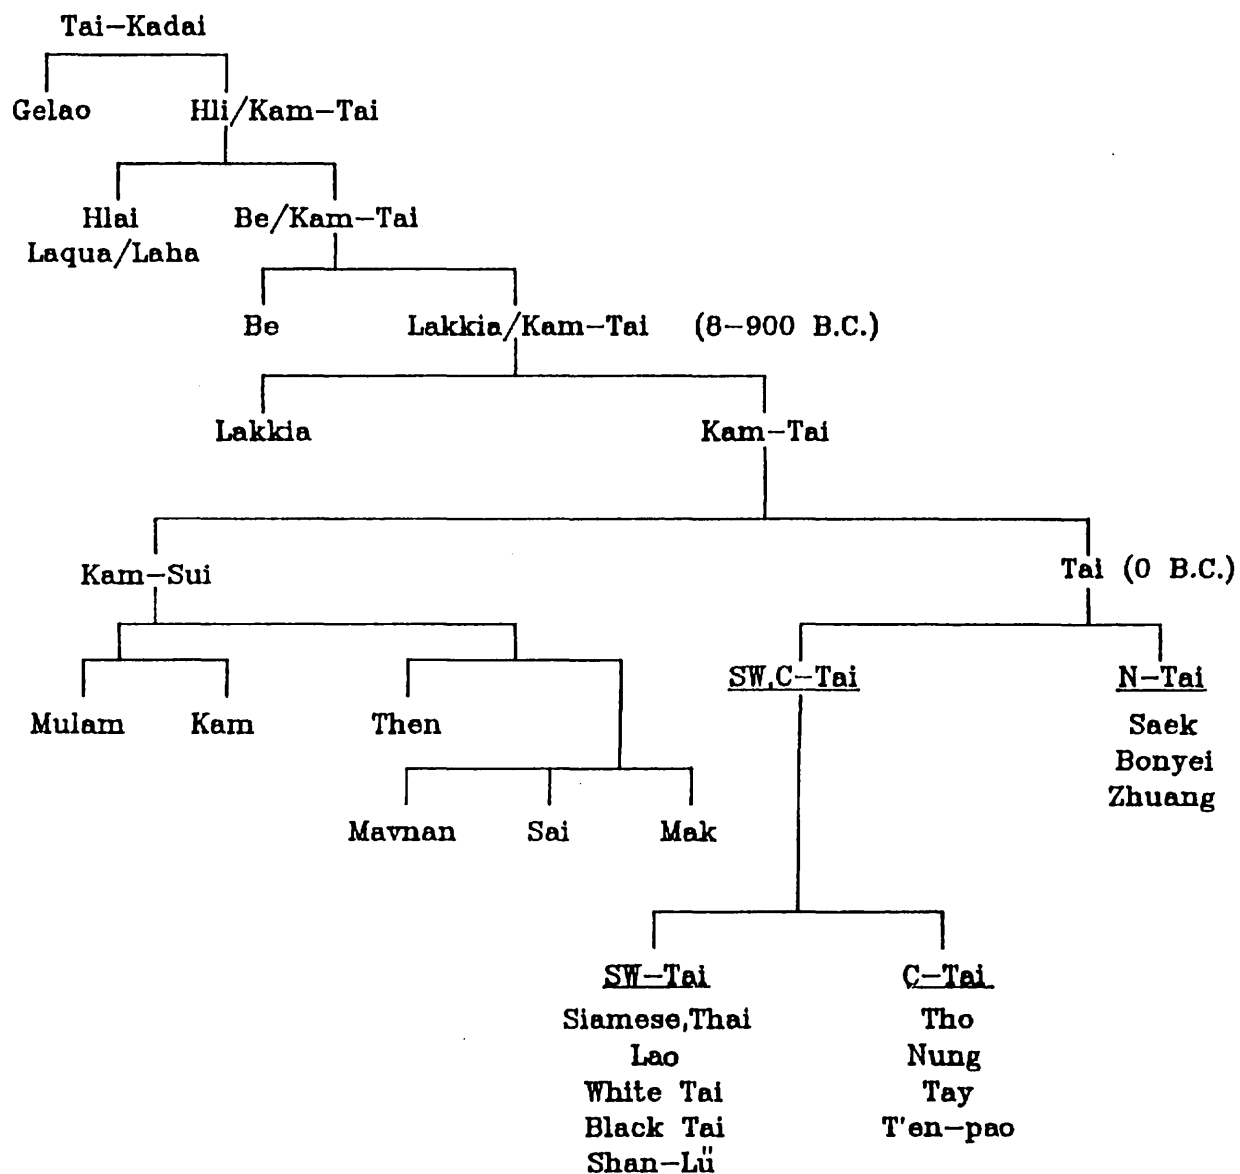 Tai-Kadai
Gelao Hli/Kam-Tai
Hlai Be/Kam-Tai
Laqua/Laha
Be Lakkia/Kam-Tai (8-900 B.C.)
Lakkia Kam-Tai
Kam-Sui Tai (0 B.C.)
SW,C-Tai N-Tai
Mulam Kam Then Saek
Bonyei
Zhuang
Mavnan Sai Mak
SW-Tai C-Tai
Siamese,Thai Tho
Lao Nung
White Tai Tay
Black Tai T'en-pao
Shan-Lü